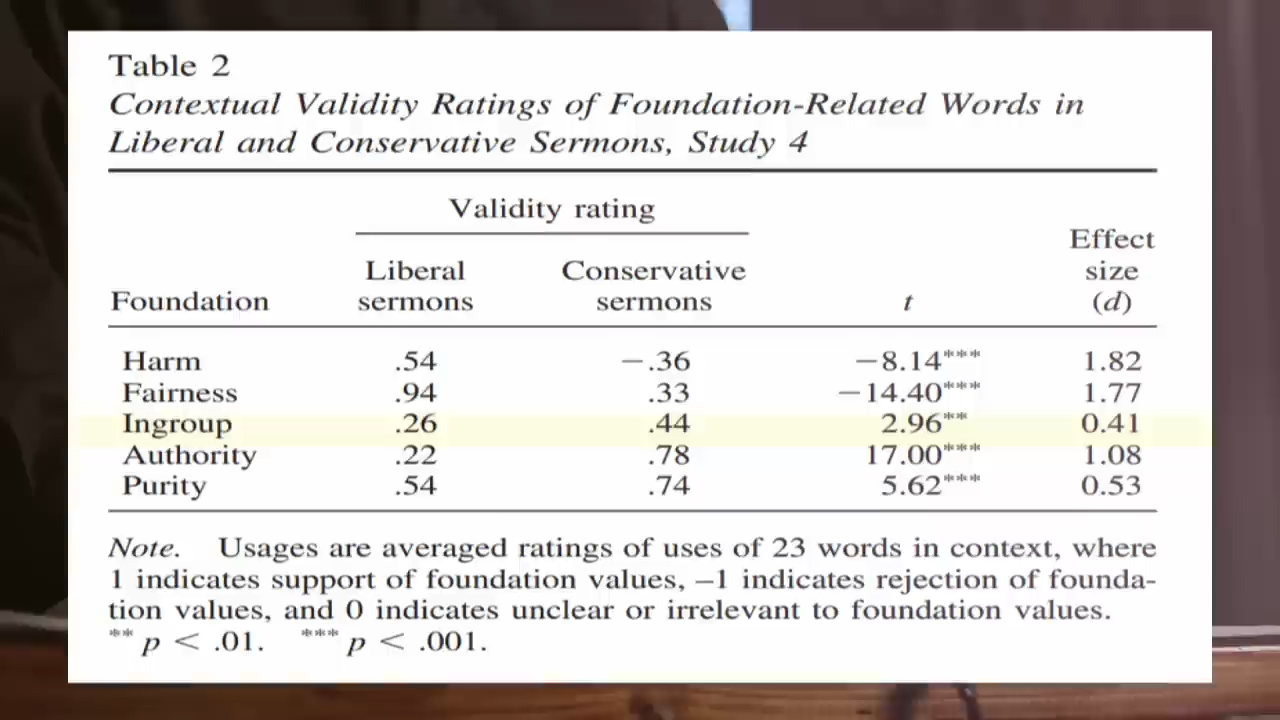 Table 2
Contextual Validity Ratings of Foundation-Related Words in
Liberal and Conservative Sermons, Study 4
Validity rating
Foundation Liberal sermons Conservative sermons t Effect size (d)
Harm .54 −.36 −8.14*** 1.82
Fairness .94 .33 −14.40*** 1.77
Ingroup .26 .44 2.96** 0.41
Authority .22 .78 17.00*** 1.08
Purity .54 .74 5.62*** 0.53
Note. Usages are averaged ratings of uses of 23 words in context, where
1 indicates support of foundation values, –1 indicates rejection of founda-
tion values, and 0 indicates unclear or irrelevant to foundation values.
** p < .01. *** p < .001.